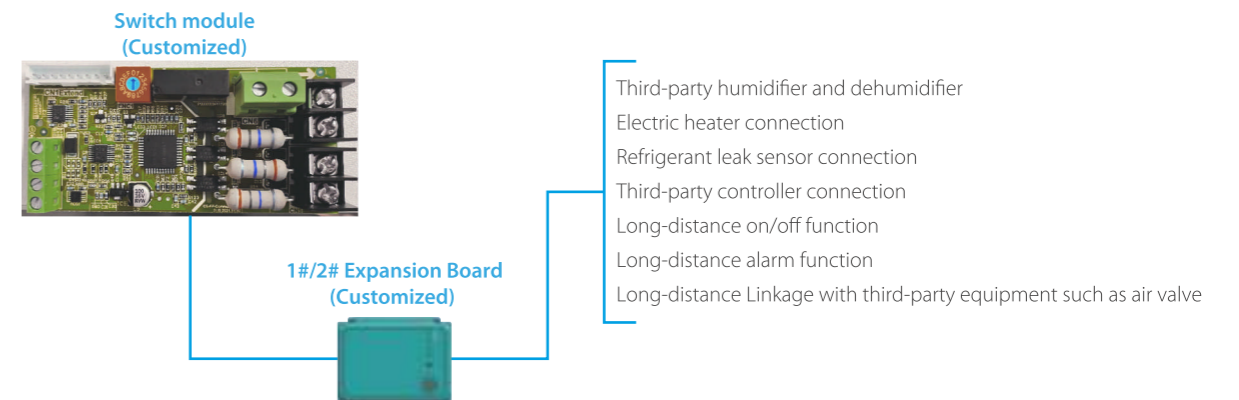 Switch module
(Customized)
Third-party humidifier and dehumidifier
Electric heater connection
Refrigerant leak sensor connection
Third-party controller connection
Long-distance on/off function
Long-distance alarm function
Long-distance Linkage with third-party equipment such as air valve
1#/2# Expansion Board
(Customized)